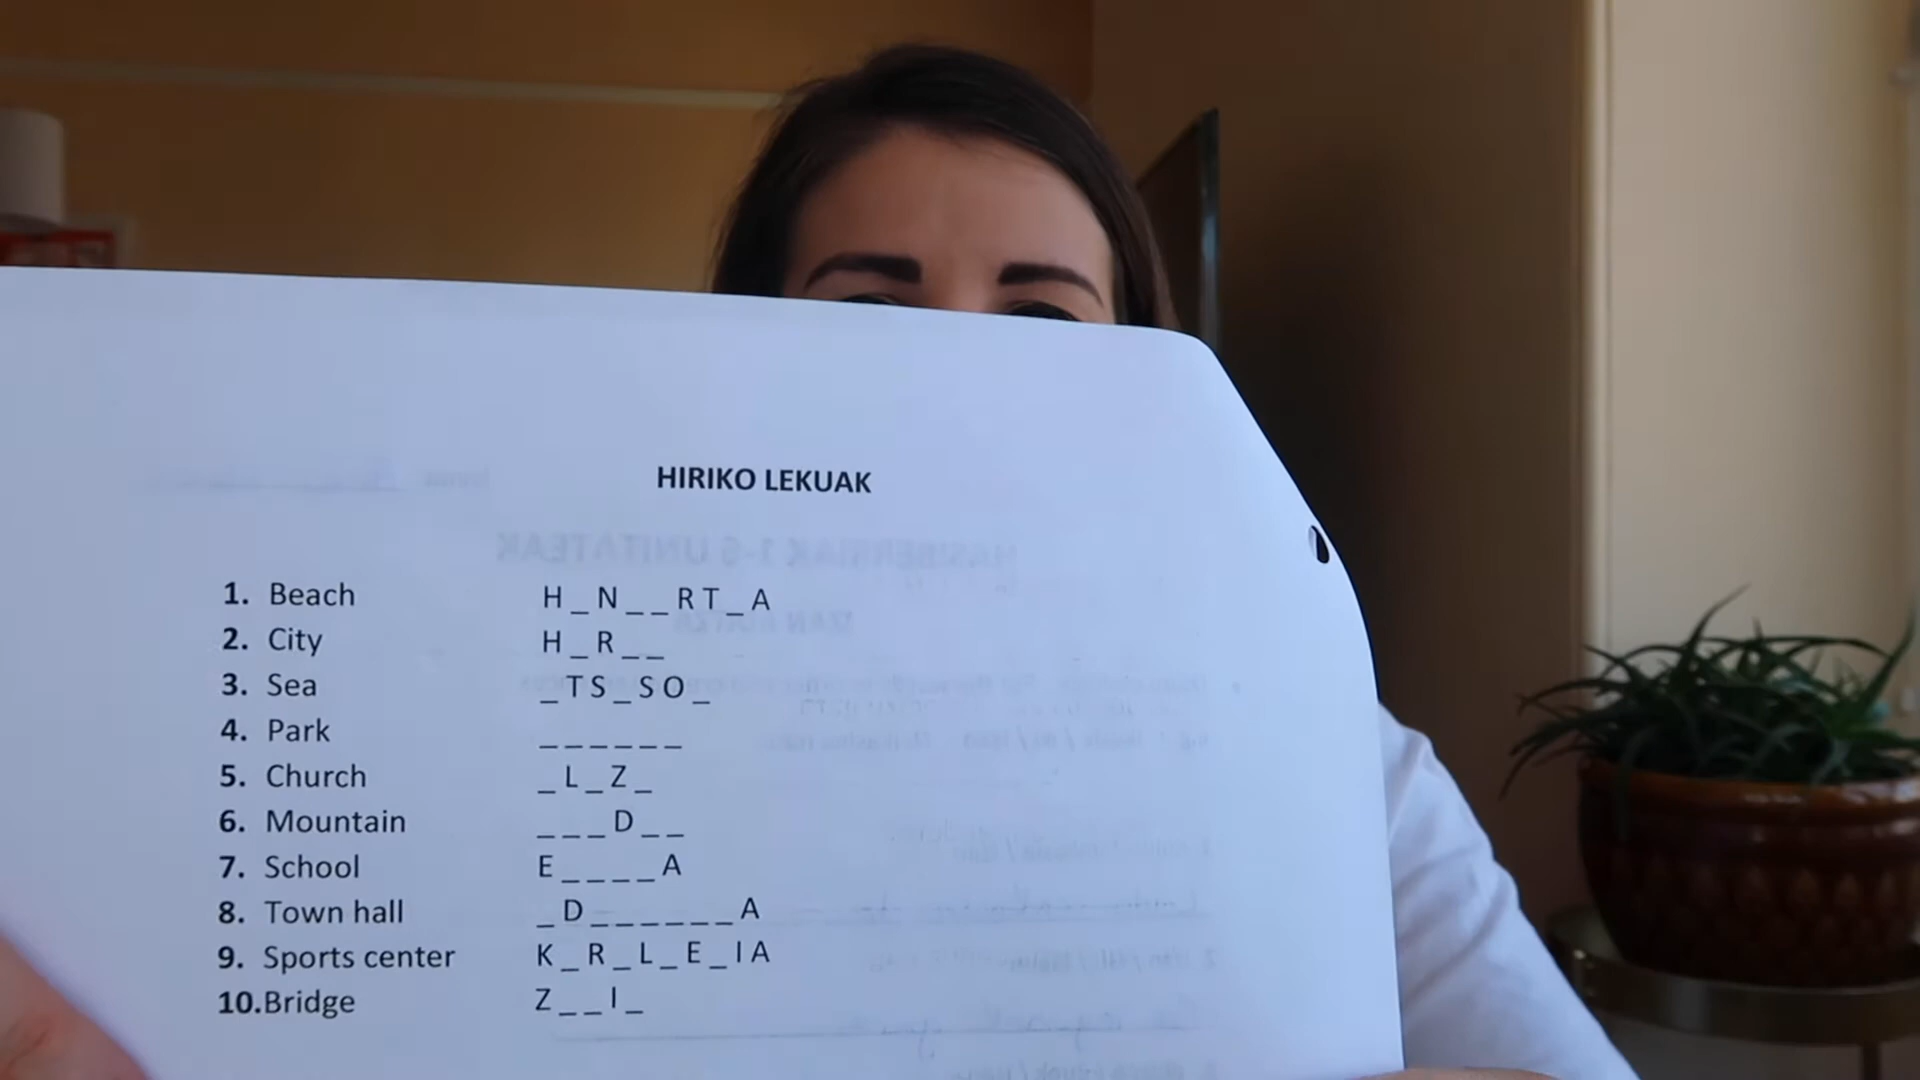 HIRIKO LEKUAK
1. Beach H _ N _ _ R T _ A
2. City H _ R _ _
3. Sea _ T S _ S O _
4. Park _ _ _ _ _ _
5. Church _ L _ Z _
6. Mountain _ _ _ D _ _
7. School E _ _ _ _ A
8. Town hall _ D _ _ _ _ _ _ A
9. Sports center K _ R _ L _ E _ I A
10. Bridge Z _ _ I _